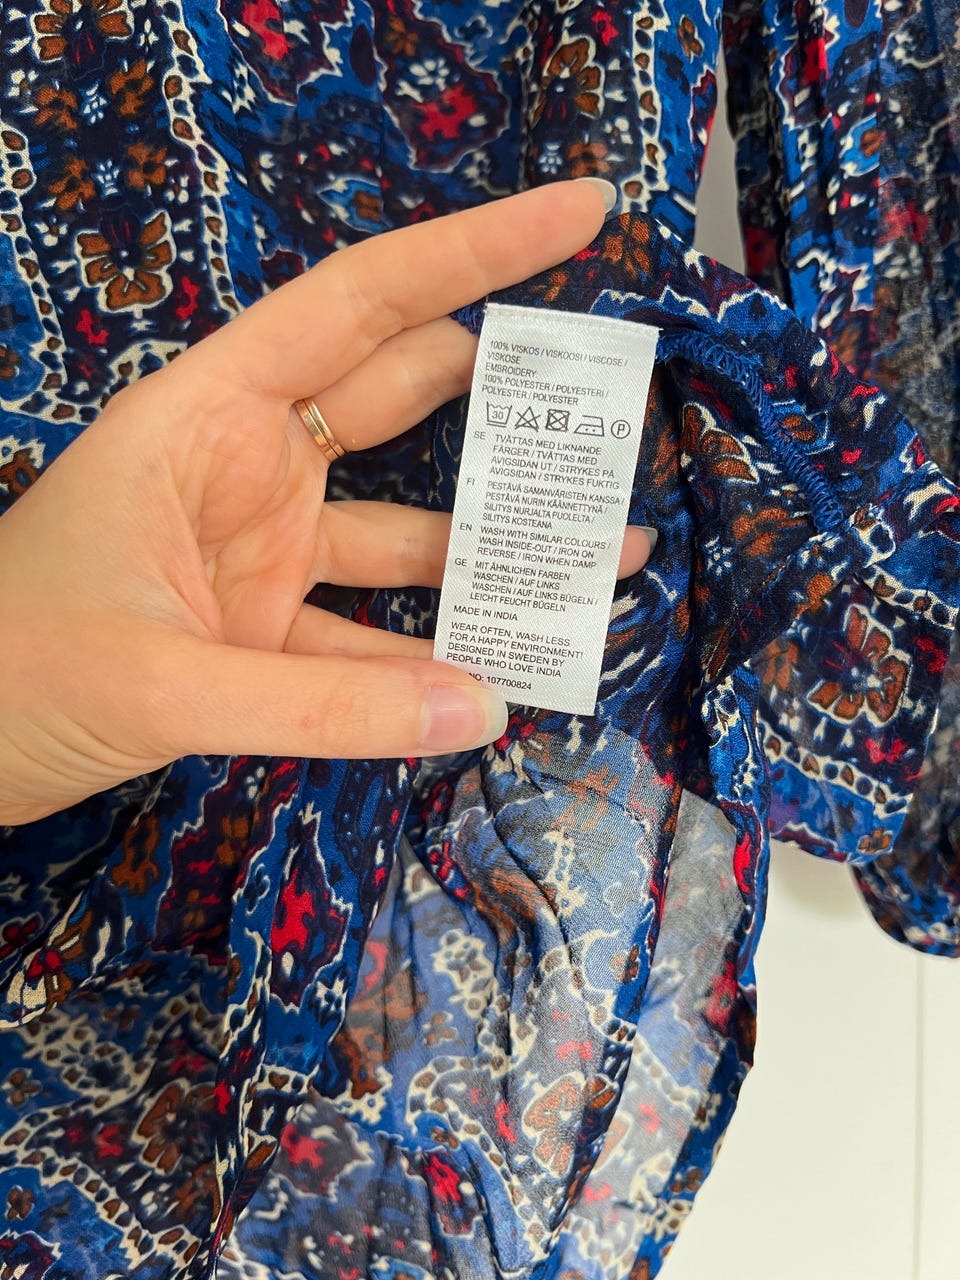 100% VISKOS / VISKOOSI / VISCOSE /
VISKOSE
EMBROIDERY:
100% POLYESTER / POLYESTERI /
POLYESTER / POLYESTER
30 P
SE TVÄTTAS MED LIKNANDE
FÄRGER / TVÄTTAS MED
AVIGSIDAN UT / STRYKES PÅ
AVIGSIDAN / STRYKES FUKTIG
FI PESTÄVÄ SAMANVÄRISTEN KANSSA /
PESTÄVÄ NURIN KÄÄNNETTYNÄ /
SILITYS NURJALTA PUOLELTA /
SILITYS KOSTEANA
EN WASH WITH SIMILAR COLOURS /
WASH INSIDE-OUT / IRON ON
REVERSE / IRON WHEN DAMP
GE MIT ÄHNLICHEN FARBEN
WASCHEN / AUF LINKS
WASCHEN / AUF LINKS BÜGELN /
LEICHT FEUCHT BÜGELN
MADE IN INDIA
WEAR OFTEN, WASH LESS
FOR A HAPPY ENVIRONMENT!
DESIGNED IN SWEDEN BY
PEOPLE WHO LOVE INDIA
NO: 107700824